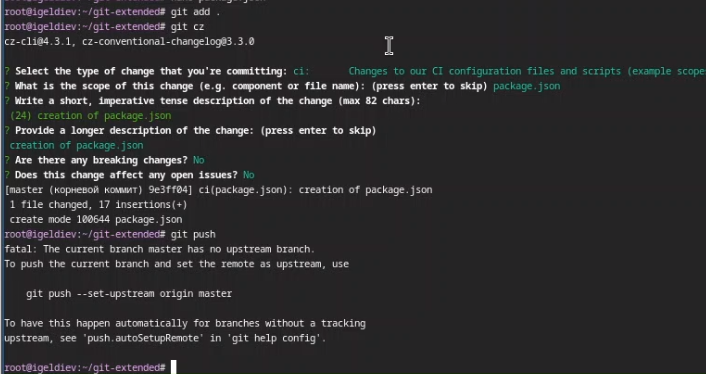 root@igeldiev:~/git-extended# git add .
root@igeldiev:~/git-extended# git cz
cz-cli@4.3.1, cz-conventional-changelog@3.3.0
? Select the type of change that you're committing: ci: Changes to our CI configuration files and scripts (example scope
? What is the scope of this change (e.g. component or file name): (press enter to skip) package.json
? Write a short, imperative tense description of the change (max 82 chars):
(24) creation of package.json
? Provide a longer description of the change: (press enter to skip)
creation of package.json
? Are there any breaking changes? No
? Does this change affect any open issues? No
[master (корневой коммит) 9e3ff04] ci(package.json): creation of package.json
1 file changed, 17 insertions(+)
create mode 100644 package.json
root@igeldiev:~/git-extended# git push
fatal: The current branch master has no upstream branch.
To push the current branch and set the remote as upstream, use
git push --set-upstream origin master
To have this happen automatically for branches without a tracking
upstream, see 'push.autoSetupRemote' in 'git help config'.
root@igeldiev:~/git-extended#